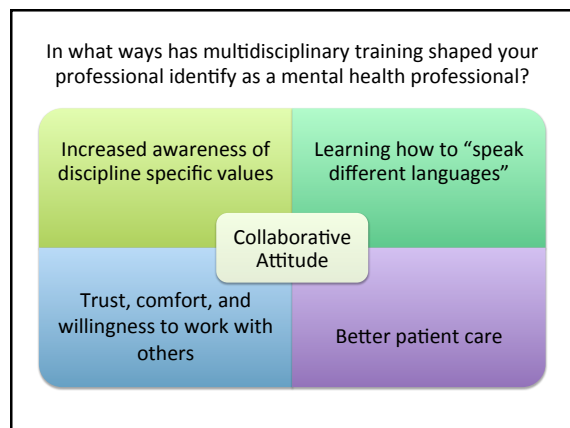 In what ways has multidisciplinary training shaped your
professional identify as a mental health professional?
Increased awareness of
discipline specific values
Learning how to “speak
different languages”
Collaborative
Attitude
Trust, comfort, and
willingness to work with
others
Better patient care